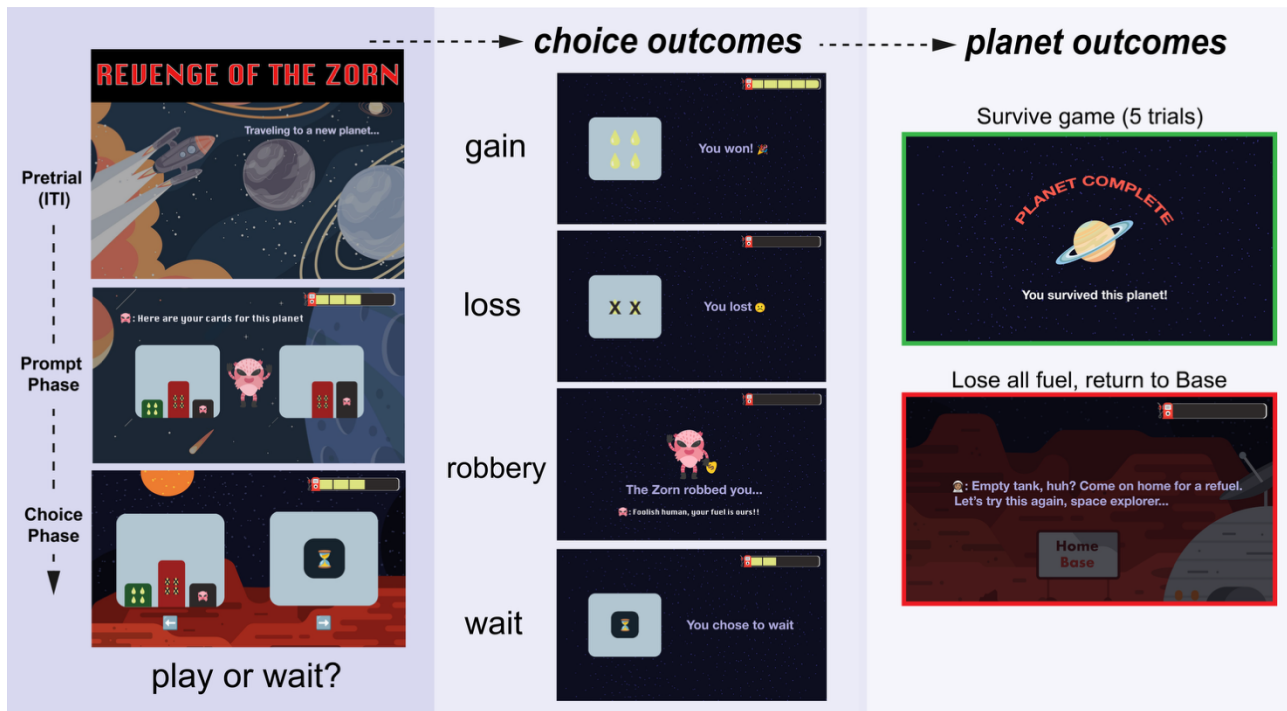 REVENGE OF THE ZORN
Traveling to a new planet...
Pretrial
(ITI)
: Here are your cards for this planet
Prompt
Phase
Choice
Phase
play or wait?
choice outcomes
gain
You won! 🎉
loss
X X
You lost ☹️
robbery
The Zorn robbed you...
: Foolish human, your fuel is ours!!
wait
You chose to wait
planet outcomes
Survive game (5 trials)
PLANET COMPLETE
You survived this planet!
Lose all fuel, return to Base
: Empty tank, huh? Come on home for a refuel.
Let's try this again, space explorer...
Home
Base